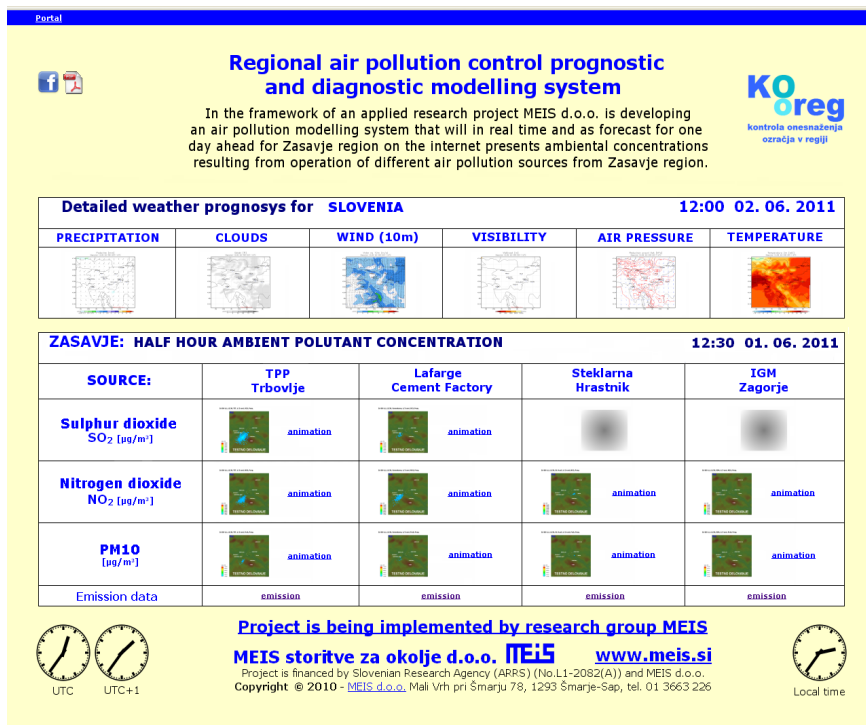 Portal
Regional air pollution control prognostic
and diagnostic modelling system
In the framework of an applied research project MEIS d.o.o. is developing
an air pollution modelling system that will in real time and as forecast for one
day ahead for Zasavje region on the internet presents ambiental concentrations
resulting from operation of different air pollution sources from Zasavje region.
KOoreg
kontrola onesnaženja
ozračja v regiji
Detailed weather prognosys for SLOVENIA 12:00 02. 06. 2011
PRECIPITATION CLOUDS WIND (10m) VISIBILITY AIR PRESSURE TEMPERATURE
ZASAVJE: HALF HOUR AMBIENT POLUTANT CONCENTRATION 12:30 01. 06. 2011
SOURCE: TPP Trbovlje Lafarge Cement Factory Steklarna Hrastnik IGM Zagorje
Sulphur dioxide
SO2 [µg/m³]
animation animation
Nitrogen dioxide
NO2 [µg/m³]
animation animation animation animation
PM10
[µg/m³]
animation animation animation animation
Emission data emission emission emission emission
Project is being implemented by research group MEIS
MEIS storitve za okolje d.o.o. MEIS www.meis.si
Project is financed by Slovenian Research Agency (ARRS) (No.L1-2082(A)) and MEIS d.o.o.
Copyright © 2010 - MEIS d.o.o. Mali Vrh pri Šmarju 78, 1293 Šmarje-Sap, tel. 01 3663 226
UTC UTC+1 Local time